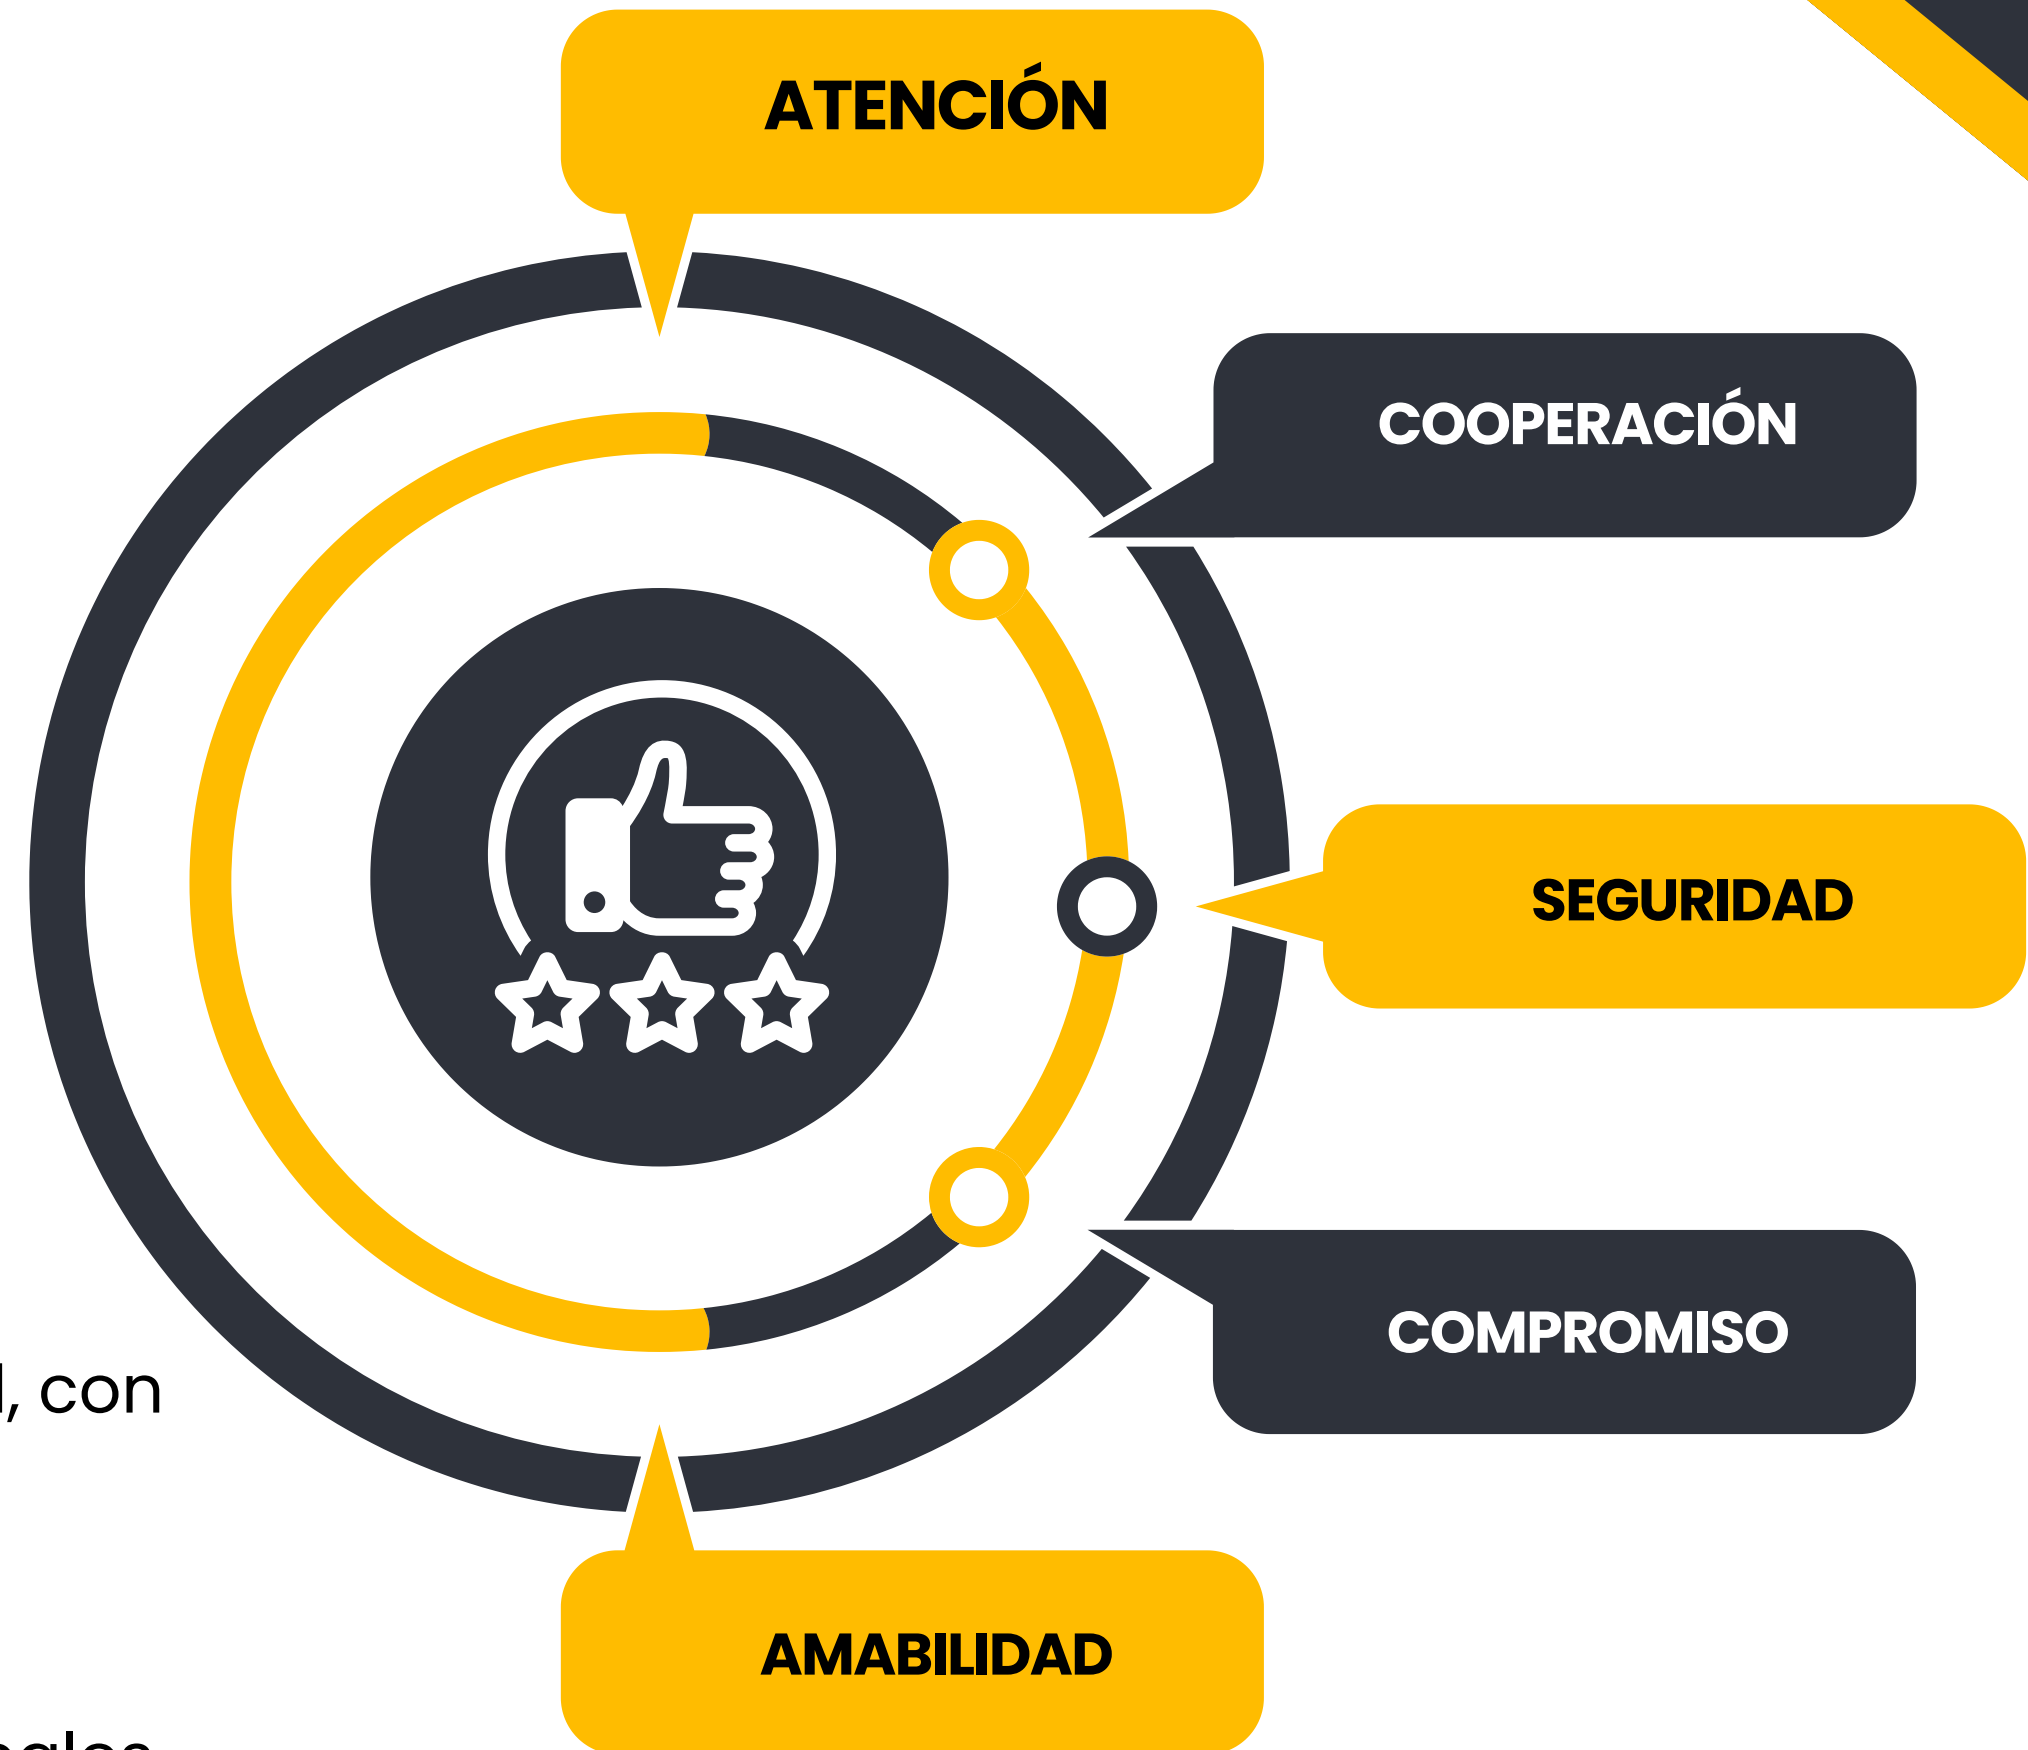 ATENCIÓN
COOPERACIÓN
SEGURIDAD
COMPROMISO
, con
AMABILIDAD